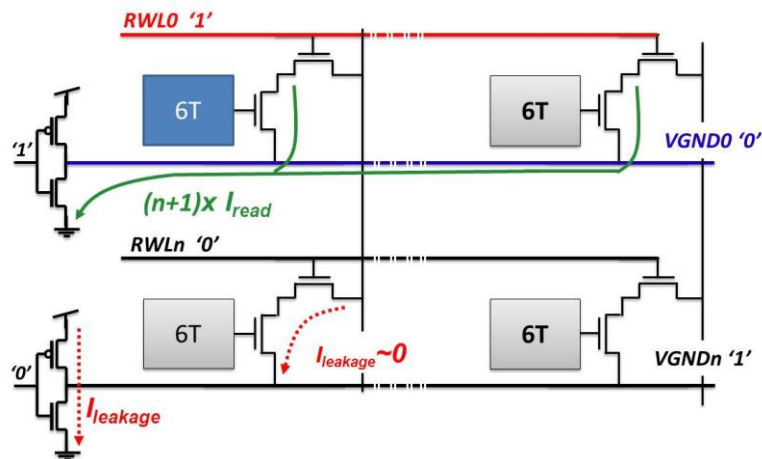 RWL0 ‘1’
6T
6T
‘1’
VGND0 ‘0’
(n+1)x Iread
RWLn ‘0’
6T
6T
Ileakage~0
VGNDn ‘1’
‘0’
Ileakage